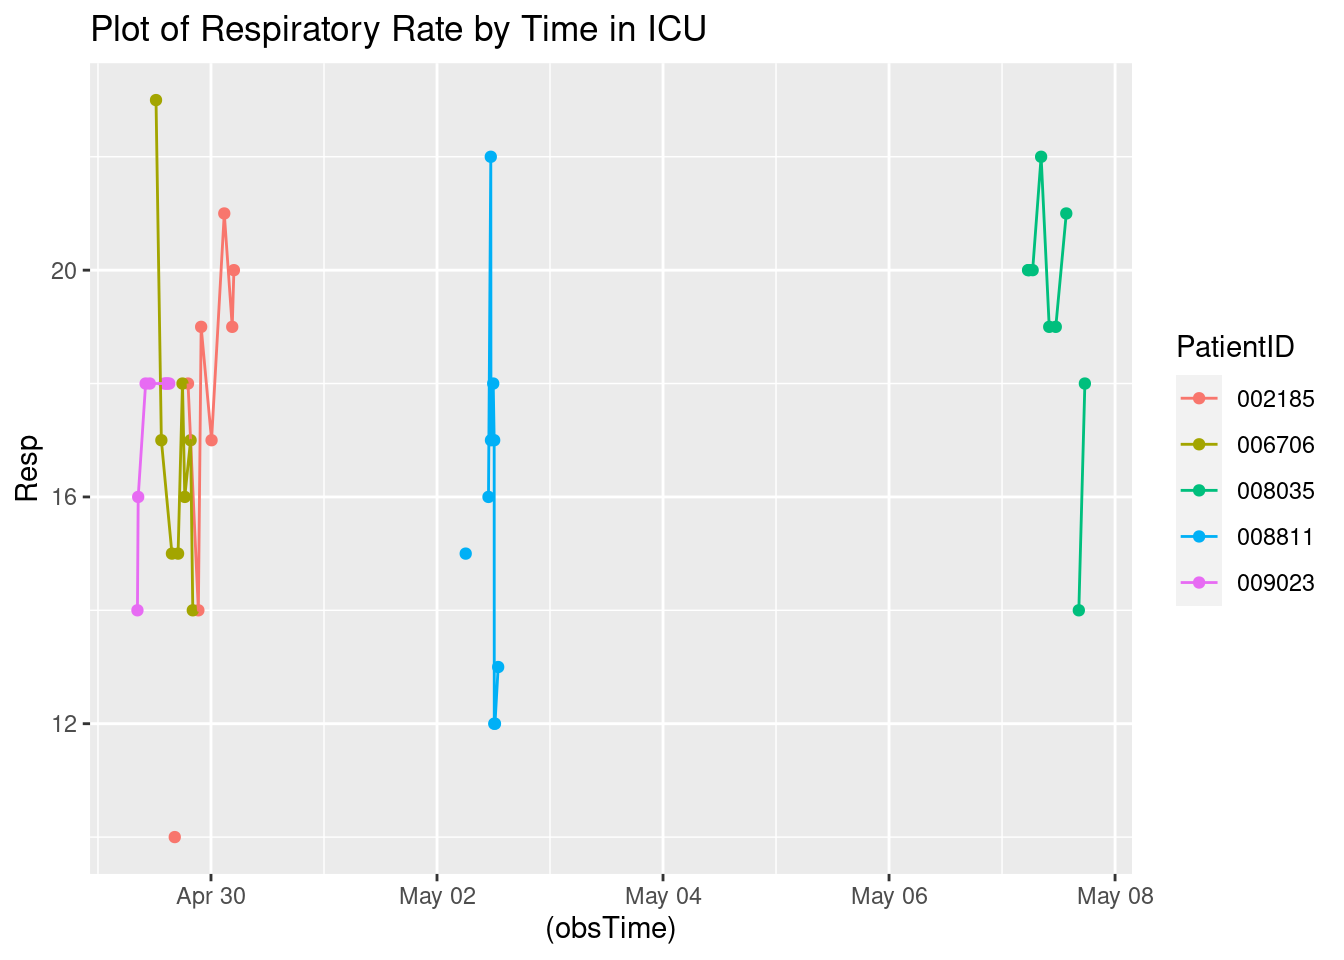 Plot of Respiratory Rate by Time in ICU
Resp
20
16
12
Apr 30
May 02
May 04
May 06
May 08
(obsTime)
PatientID
002185
006706
008035
008811
009023